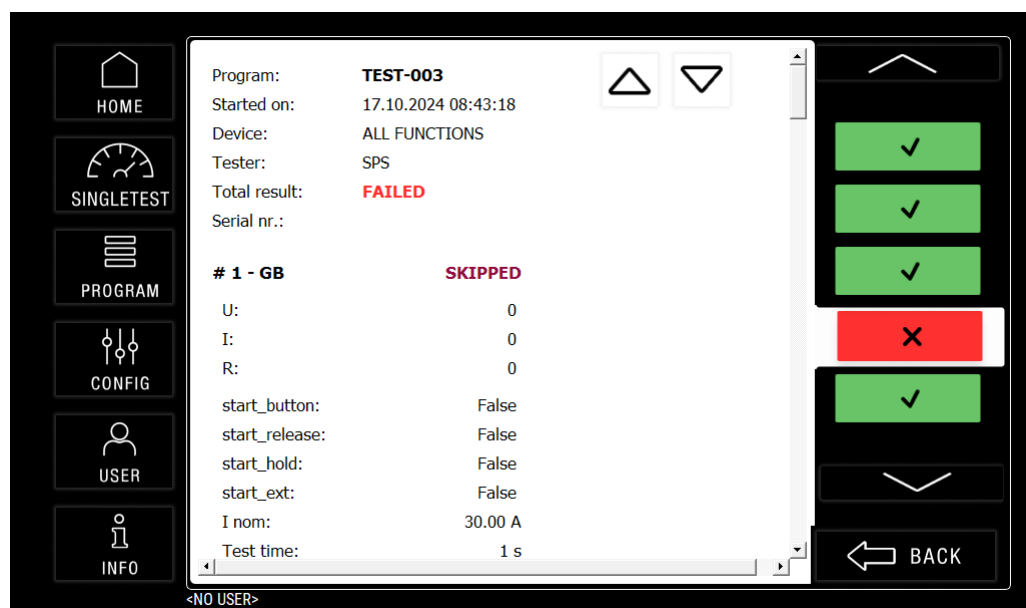 HOME
SINGLETEST
PROGRAM
CONFIG
USER
INFO
Program: TEST-003
Started on: 17.10.2024 08:43:18
Device: ALL FUNCTIONS
Tester: SPS
Total result: FAILED
Serial nr.:
# 1 - GB SKIPPED
U: 0
I: 0
R: 0
start_button: False
start_release: False
start_hold: False
start_ext: False
I nom: 30.00 A
Test time: 1 s
BACK
<NO USER>